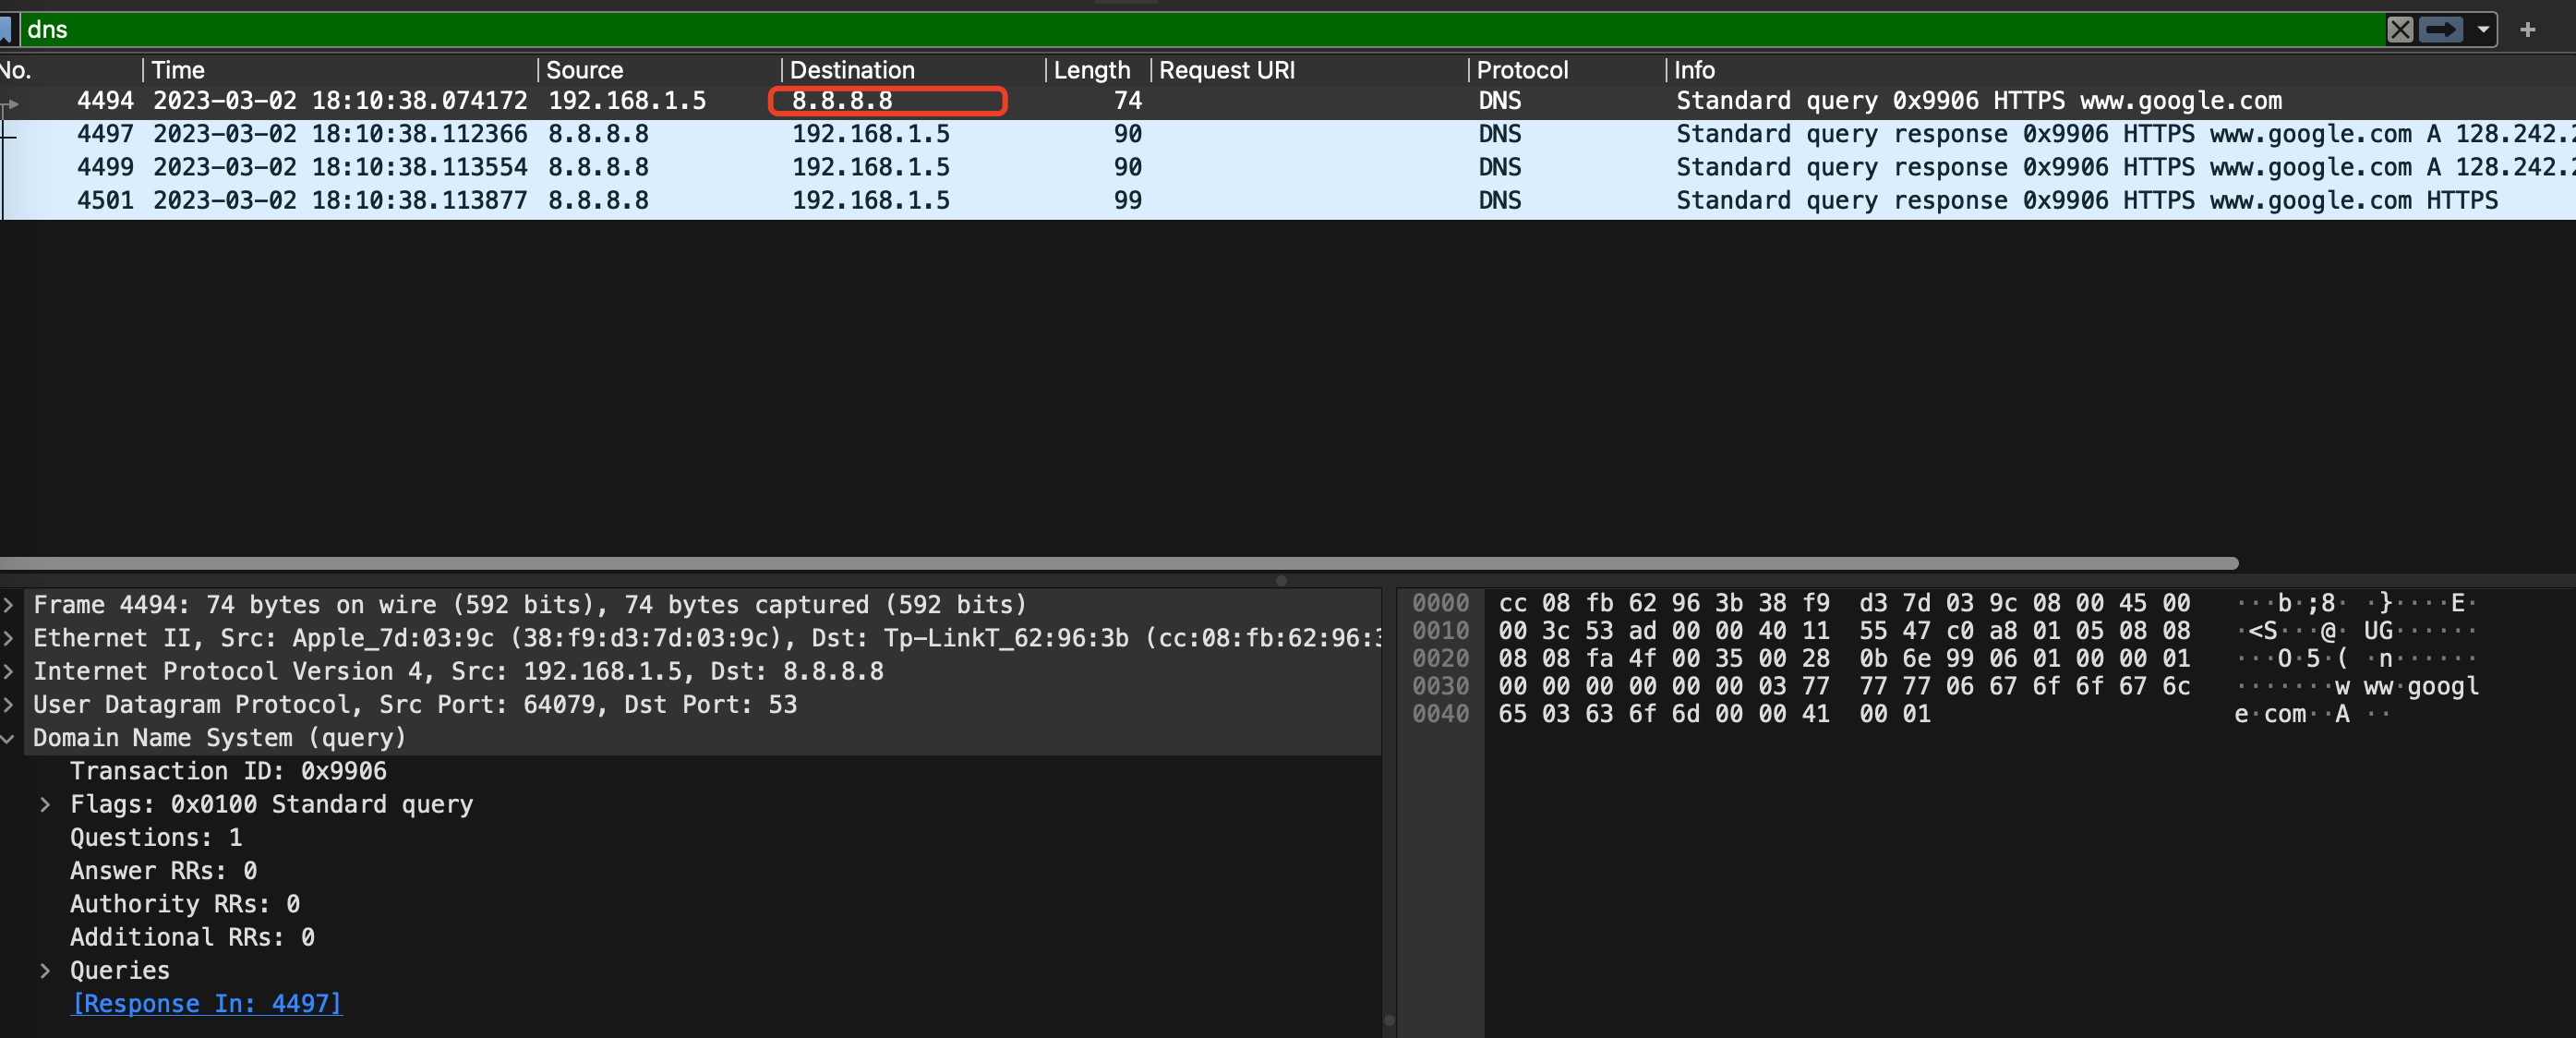 dns
No. Time Source Destination Length Request URI Protocol Info
4494 2023-03-02 18:10:38.074172 192.168.1.5 8.8.8.8 74 DNS Standard query 0x9906 HTTPS www.google.com
4497 2023-03-02 18:10:38.112366 8.8.8.8 192.168.1.5 90 DNS Standard query response 0x9906 HTTPS www.google.com A 128.242.2
4499 2023-03-02 18:10:38.113554 8.8.8.8 192.168.1.5 90 DNS Standard query response 0x9906 HTTPS www.google.com A 128.242.2
4501 2023-03-02 18:10:38.113877 8.8.8.8 192.168.1.5 99 DNS Standard query response 0x9906 HTTPS www.google.com HTTPS
Frame 4494: 74 bytes on wire (592 bits), 74 bytes captured (592 bits)
Ethernet II, Src: Apple_7d:03:9c (38:f9:d3:7d:03:9c), Dst: Tp-LinkT_62:96:3b (cc:08:fb:62:96:3
Internet Protocol Version 4, Src: 192.168.1.5, Dst: 8.8.8.8
User Datagram Protocol, Src Port: 64079, Dst Port: 53
Domain Name System (query)
Transaction ID: 0x9906
Flags: 0x0100 Standard query
Questions: 1
Answer RRs: 0
Authority RRs: 0
Additional RRs: 0
Queries
[Response In: 4497]
0000 cc 08 fb 62 96 3b 38 f9 d3 7d 03 9c 08 00 45 00 ···b·;8· ·}····E·
0010 00 3c 53 ad 00 00 40 11 55 47 c0 a8 01 05 08 08 ·<S···@· UG······
0020 08 08 fa 4f 00 35 00 28 0b 6e 99 06 01 00 00 01 ···O·5·( ·n······
0030 00 00 00 00 00 00 03 77 77 77 06 67 6f 6f 67 6c ·······w ww·googl
0040 65 03 63 6f 6d 00 00 41 00 01 e·com··A ··